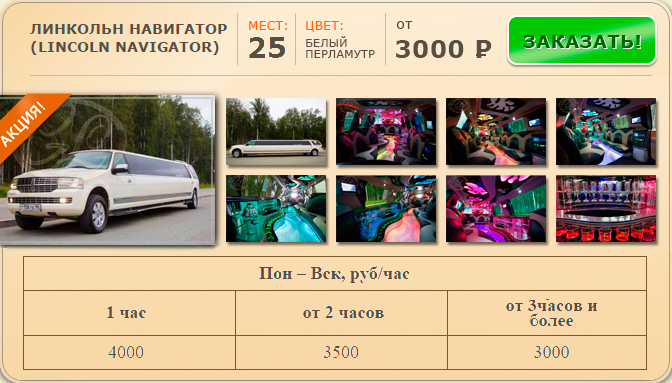 ЛИНКОЛЬН НАВИГАТОР
(LINCOLN NAVIGATOR)
МЕСТ:
25
ЦВЕТ:
БЕЛЫЙ
ПЕРЛАМУТР
ОТ
3000 ₽
ЗАКАЗАТЬ!
АКЦИЯ!
Пон – Вск, руб/час
1 час
от 2 часов
от 3часов и
более
4000
3500
3000